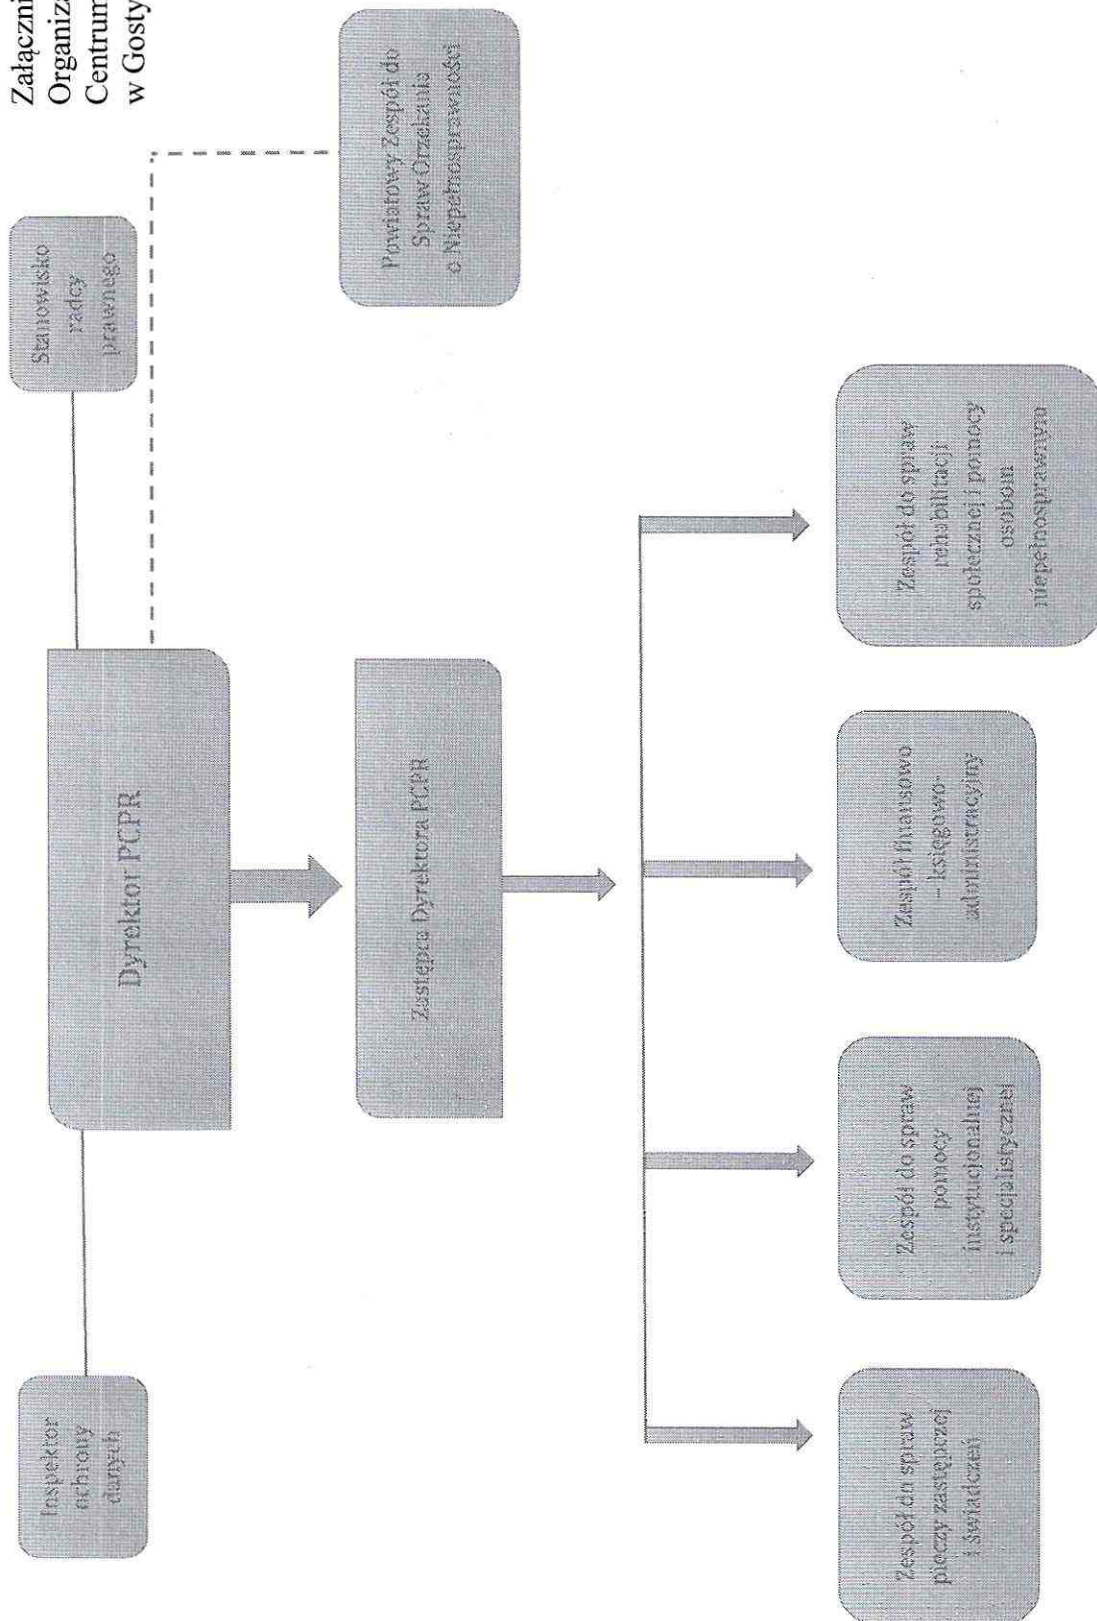 Załączni
Organiza
Centrum
w Gosty
Inspektor
ochrony
danych
Dyrektor PCPR
Stanowisko
radcy
prawnego
Zastępca Dyrektora PCPR
Powiatowy Zespół do
Spraw Orzekania
o Niepełnosprawności
Zespół do spraw
pieczy zastępczej
i świadczeń
Zespół do spraw
pomocy
instytucjonalnej
i specjalistycznej
Zespół finansowo
– księgowo-
administracyjny
Zespół do spraw
rehabilitacji
społecznej i pomocy
osobom
niepełnosprawnym